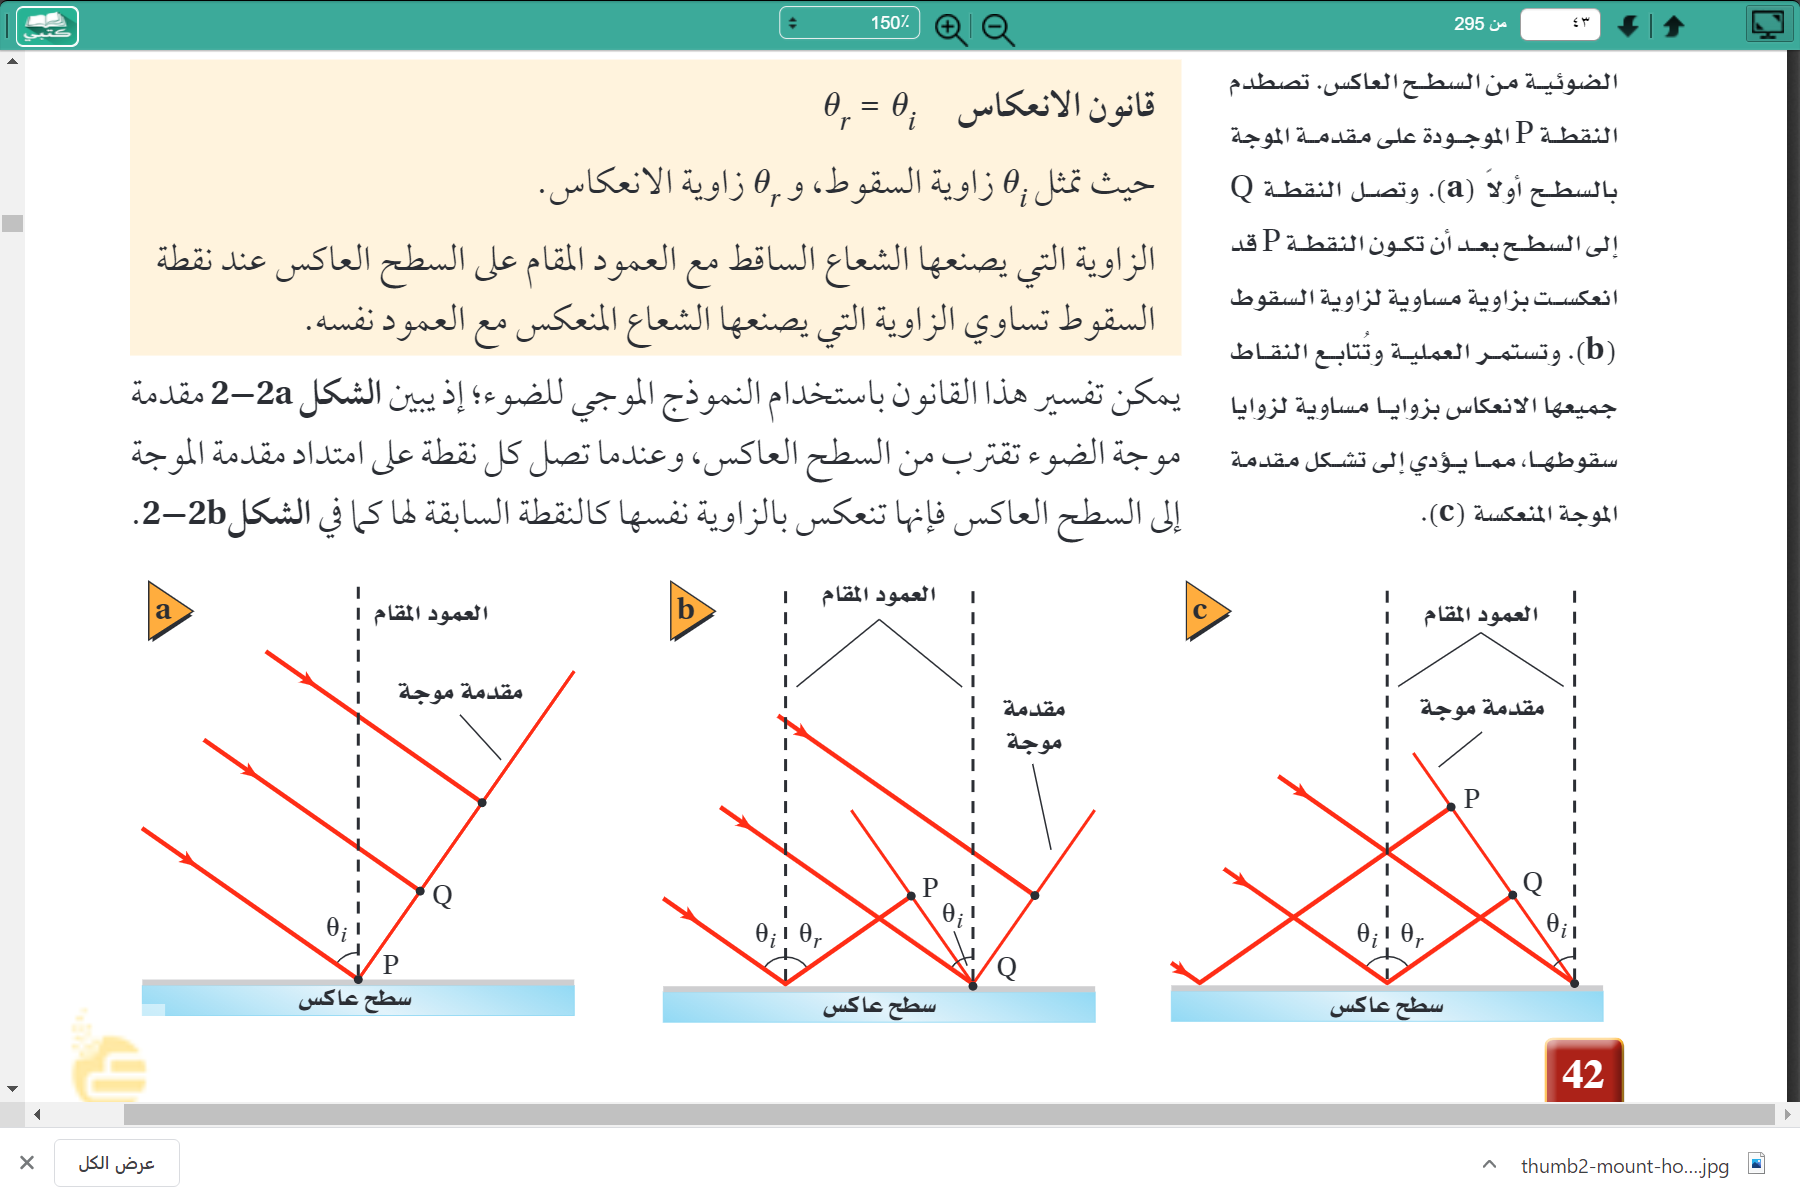 كتبي
150٪
من 295
٤٣
الضوئية من السطح العاكس. تصطدم
النقطة P الموجودة على مقدمة الموجة
بالسطح أولاً (a). وتصل النقطة Q
إلى السطح بعد أن تكون النقطة P قد
انعكست بزاوية مساوية لزاوية السقوط
(b). وتستمر العملية وتُتابع النقاط
جميعها الانعكاس بزوايا مساوية لزوايا
سقوطها، مما يؤدي إلى تشكل مقدمة
الموجة المنعكسة (c).
قانون الانعكاس θr = θi
حيث تمثل θi زاوية السقوط، و θr زاوية الانعكاس.
الزاوية التي يصنعها الشعاع الساقط مع العمود المقام على السطح العاكس عند نقطة
السقوط تساوي الزاوية التي يصنعها الشعاع المنعكس مع العمود نفسه.
يمكن تفسير هذا القانون باستخدام النموذج الموجي للضوء؛ إذ يبين الشكل 2–2a مقدمة
موجة الضوء تقترب من السطح العاكس، وعندما تصل كل نقطة على امتداد مقدمة الموجة
إلى السطح العاكس فإنها تنعكس بالزاوية نفسها كالنقطة السابقة لها كما في الشكل 2–2b.
a
العمود المقام
مقدمة موجة
Q
θi
P
سطح عاكس
b
العمود المقام
مقدمة
موجة
P
θi
θi
θr
Q
سطح عاكس
c
العمود المقام
مقدمة موجة
P
Q
θi
θi
θr
سطح عاكس
42
عرض الكل
thumb2-mount-ho....jpg